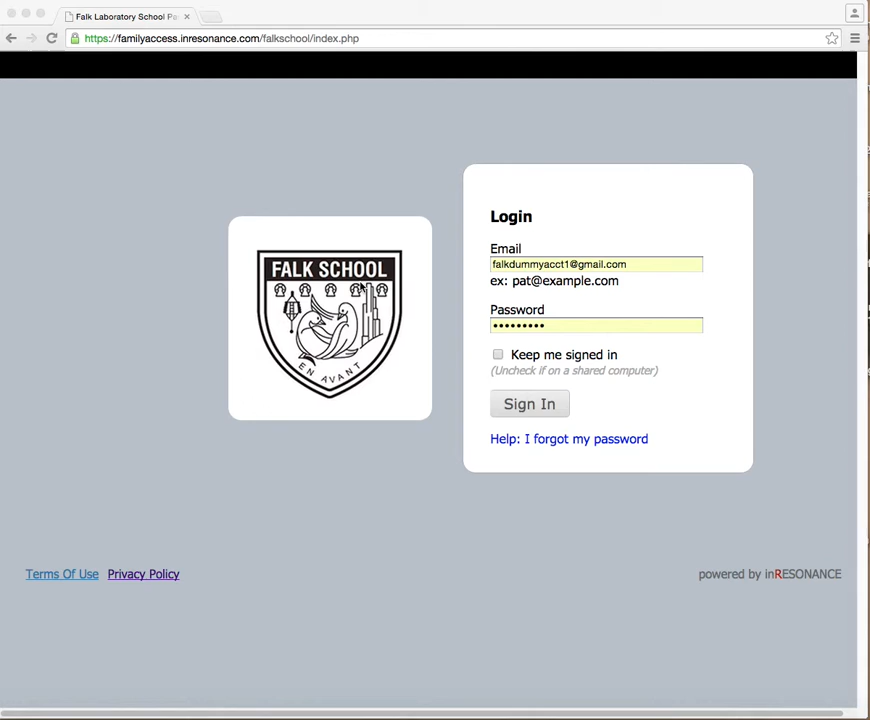 Falk Laboratory School Pa
https://familyaccess.inresonance.com/falkschool/index.php
Login
Email
falkdummyacct1@gmail.com
ex: pat@example.com
Password
•••••••••
Keep me signed in
(Uncheck if on a shared computer)
Sign In
Help: I forgot my password
FALK SCHOOL
EN AVANT
Terms Of Use Privacy Policy
powered by inRESONANCE